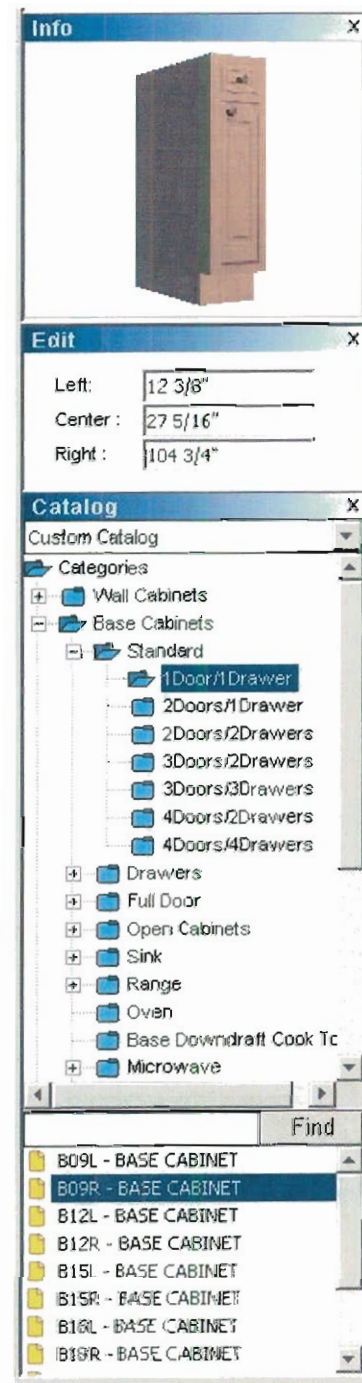 Info
Edit
Left: 12 3/8"
Center : 27 5/16"
Right : 104 3/4"
Catalog
Custom Catalog
Categories
Wall Cabinets
Base Cabinets
Standard
1Door/1Drawer
2Doors/1Drawer
2Doors/2Drawers
3Doors/2Drawers
3Doors/3Drawers
4Doors/2Drawers
4Doors/4Drawers
Drawers
Full Door
Open Cabinets
Sink
Range
Oven
Base Downdraft Cook Tc
Microwave
Find
B09L - BASE CABINET
B09R - BASE CABINET
B12L - BASE CABINET
B12R - BASE CABINET
B15L - BASE CABINET
B15R - BASE CABINET
B18L - BASE CABINET
B18R - BASE CABINET